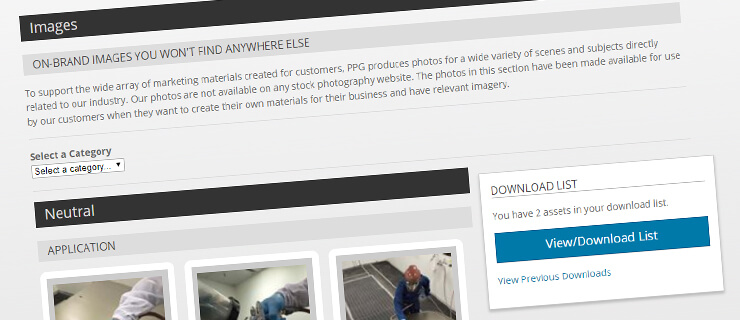 Images
ON-BRAND IMAGES YOU WON'T FIND ANYWHERE ELSE
To support the wide array of marketing materials created for customers, PPG produces photos for a wide variety of scenes and subjects directly
related to our industry. Our photos are not available on any stock photography website. The photos in this section have been made available for use
by our customers when they want to create their own materials for their business and have relevant imagery.
Select a Category
Select a category...
Neutral
APPLICATION
DOWNLOAD LIST
You have 2 assets in your download list.
View/Download List
View Previous Downloads